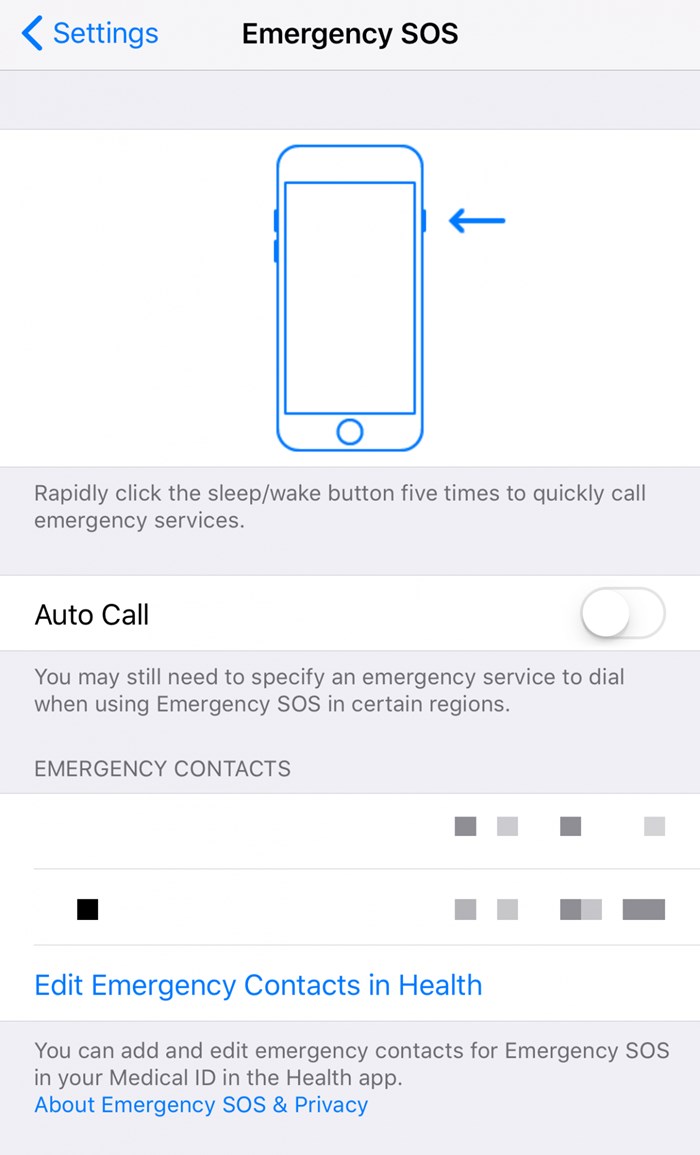 Settings
Emergency SOS
Rapidly click the sleep/wake button five times to quickly call
emergency services.
Auto Call
You may still need to specify an emergency service to dial
when using Emergency SOS in certain regions.
EMERGENCY CONTACTS
Edit Emergency Contacts in Health
You can add and edit emergency contacts for Emergency SOS
in your Medical ID in the Health app.
About Emergency SOS & Privacy